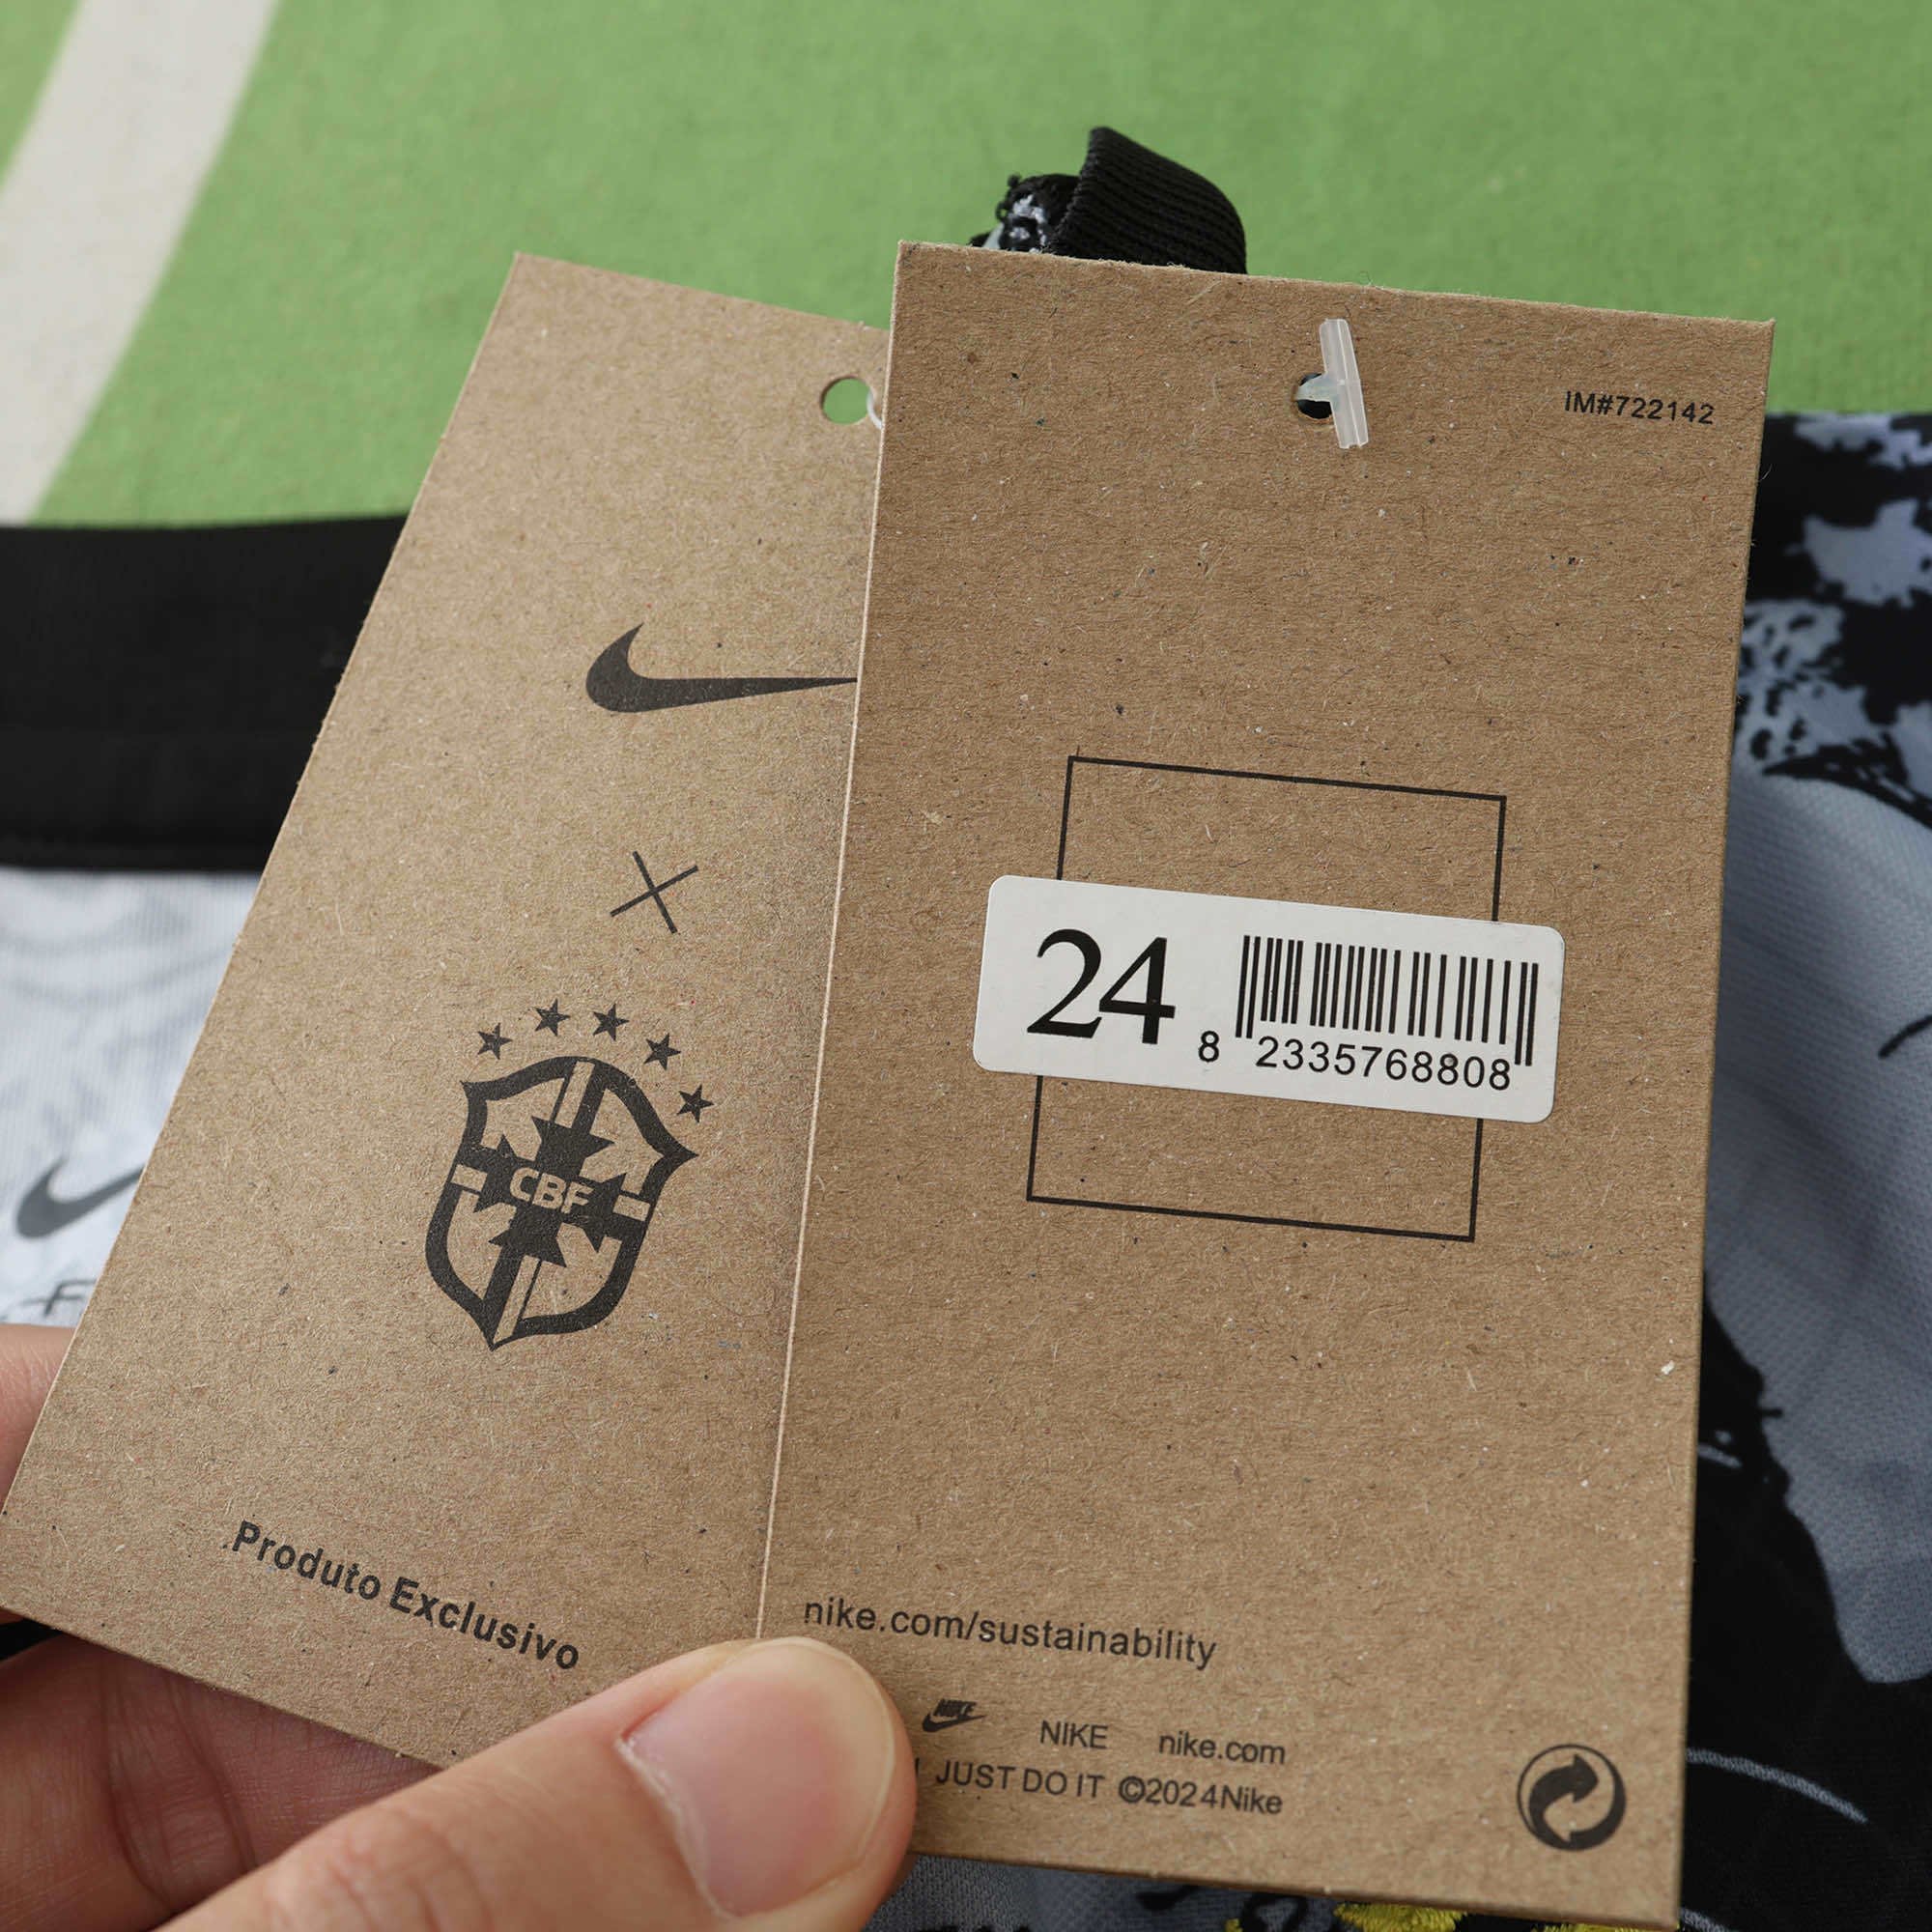 CBF
.Produto Exclusivo
IM#722142
24
8 2335768808
nike.com/sustainability
NIKE NIKE nike.com
JUST DO IT ©2024Nike